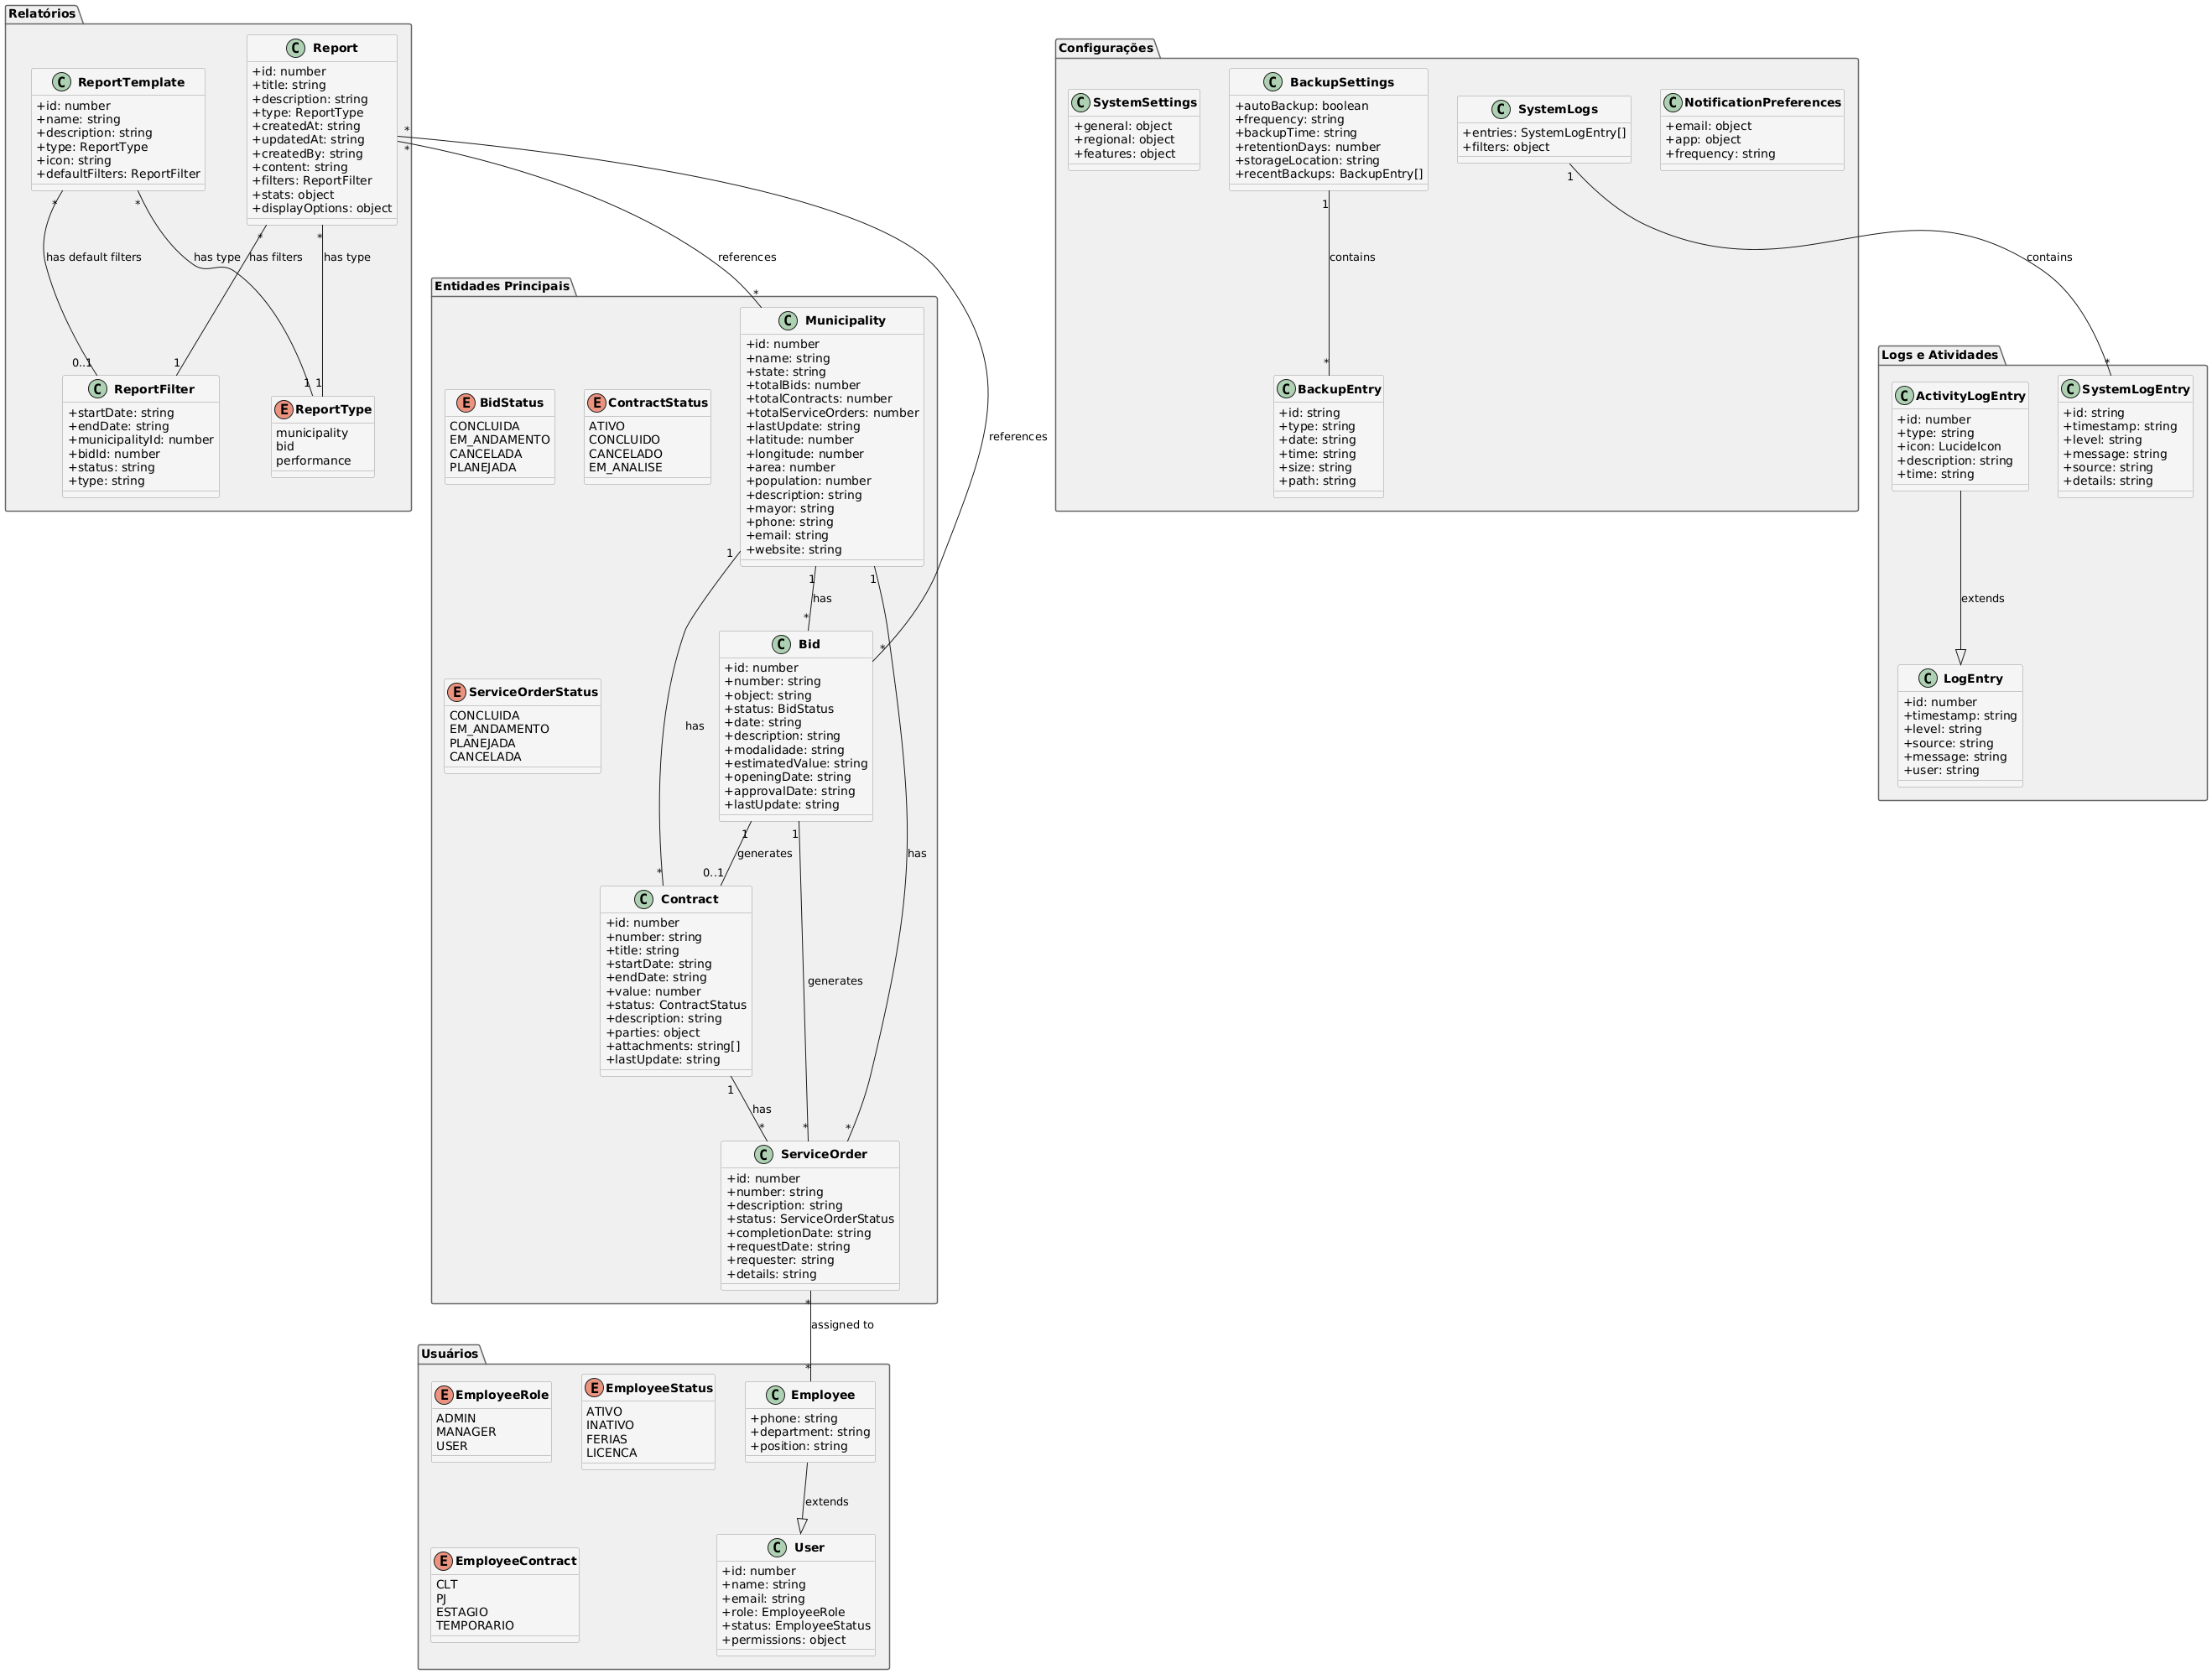 Relatórios
C Report
+id: number
+title: string
+description: string
+type: ReportType
+createdAt: string
+updatedAt: string
+createdBy: string
+content: string
+filters: ReportFilter
+stats: object
+displayOptions: object
C ReportTemplate
+id: number
+name: string
+description: string
+type: ReportType
+icon: string
+defaultFilters: ReportFilter
*
*
*
*
*
*
has default filters
has type
has filters
has type
0..1
1
1
1
C ReportFilter
+startDate: string
+endDate: string
+municipalityId: number
+bidId: number
+status: string
+type: string
E ReportType
municipality
bid
performance
references
*
references
*
Entidades Principais
E BidStatus
CONCLUIDA
EM_ANDAMENTO
CANCELADA
PLANEJADA
E ContractStatus
ATIVO
CONCLUIDO
CANCELADO
EM_ANALISE
C Municipality
+id: number
+name: string
+state: string
+totalBids: number
+totalContracts: number
+totalServiceOrders: number
+lastUpdate: string
+latitude: number
+longitude: number
+area: number
+population: number
+description: string
+mayor: string
+phone: string
+email: string
+website: string
1
1
1
has
*
E ServiceOrderStatus
CONCLUIDA
EM_ANDAMENTO
PLANEJADA
CANCELADA
C Bid
+id: number
+number: string
+object: string
+status: BidStatus
+date: string
+description: string
+modalidade: string
+estimatedValue: string
+openingDate: string
+approvalDate: string
+lastUpdate: string
has
1
1
generates
has
*
0..1
C Contract
+id: number
+number: string
+title: string
+startDate: string
+endDate: string
+value: number
+status: ContractStatus
+description: string
+parties: object
+attachments: string[]
+lastUpdate: string
generates
1
has
*
*
*
C ServiceOrder
+id: number
+number: string
+description: string
+status: ServiceOrderStatus
+completionDate: string
+requestDate: string
+requester: string
+details: string
*
assigned to
*
Usuários
E EmployeeRole
ADMIN
MANAGER
USER
E EmployeeStatus
ATIVO
INATIVO
FERIAS
LICENCA
C Employee
+phone: string
+department: string
+position: string
extends
E EmployeeContract
CLT
PJ
ESTAGIO
TEMPORARIO
C User
+id: number
+name: string
+email: string
+role: EmployeeRole
+status: EmployeeStatus
+permissions: object
Configurações
C SystemSettings
+general: object
+regional: object
+features: object
C BackupSettings
+autoBackup: boolean
+frequency: string
+backupTime: string
+retentionDays: number
+storageLocation: string
+recentBackups: BackupEntry[]
C SystemLogs
+entries: SystemLogEntry[]
+filters: object
C NotificationPreferences
+email: object
+app: object
+frequency: string
1
contains
*
1
contains
*
C BackupEntry
+id: string
+type: string
+date: string
+time: string
+size: string
+path: string
Logs e Atividades
C ActivityLogEntry
+id: number
+type: string
+icon: LucideIcon
+description: string
+time: string
C SystemLogEntry
+id: string
+timestamp: string
+level: string
+message: string
+source: string
+details: string
extends
C LogEntry
+id: number
+timestamp: string
+level: string
+source: string
+message: string
+user: string